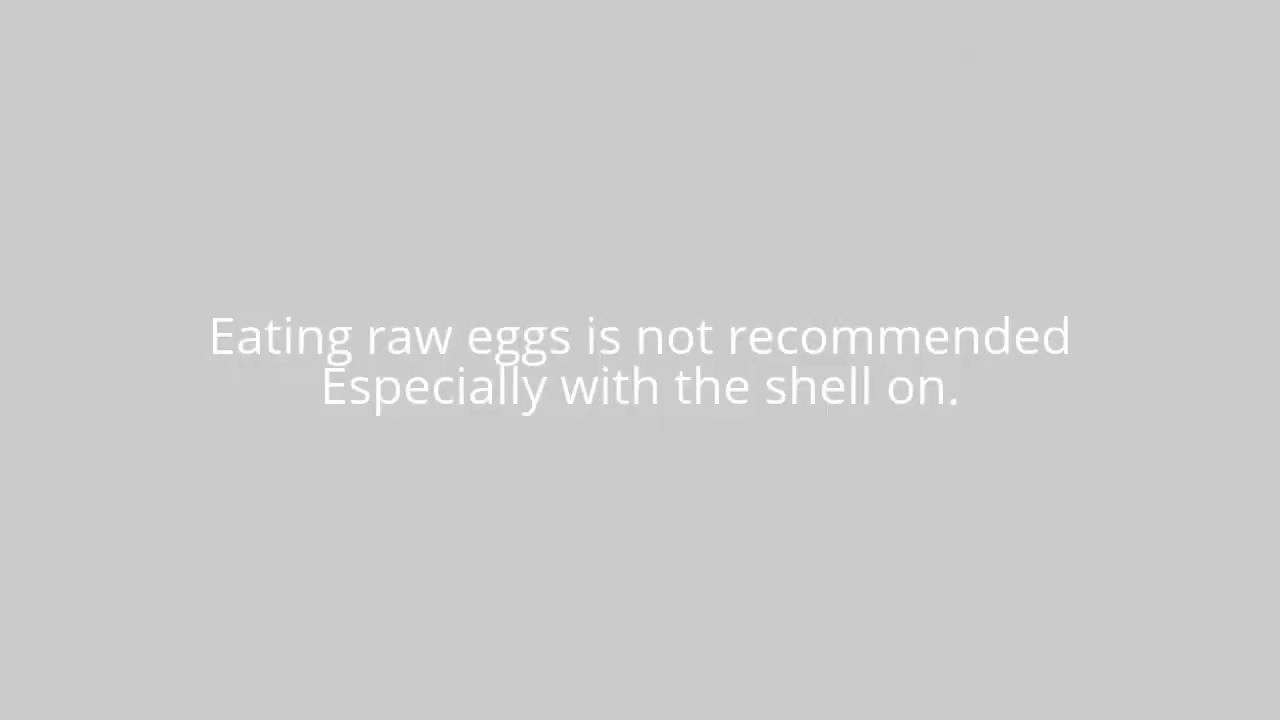 Eating raw eggs is not recommended
Especially with the shell on.